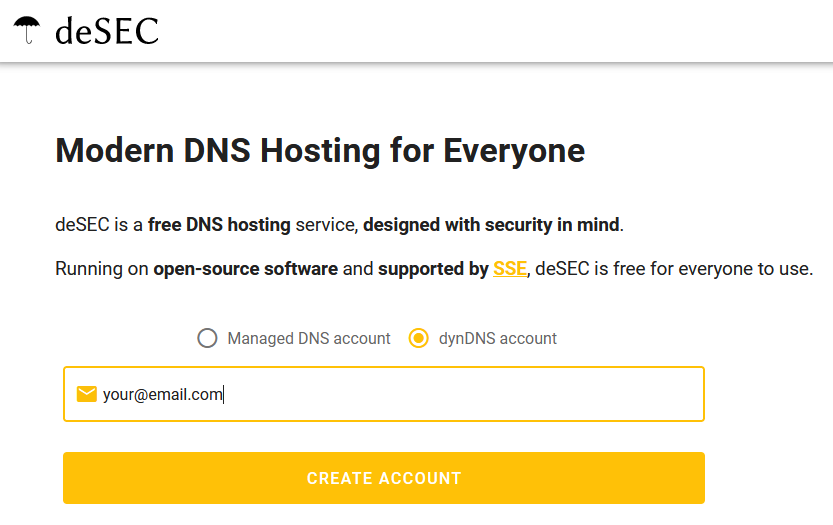 deSEC
Modern DNS Hosting for Everyone
deSEC is a free DNS hosting service, designed with security in mind.
Running on open-source software and supported by SSE, deSEC is free for everyone to use.
Managed DNS account dynDNS account
your@email.com
CREATE ACCOUNT